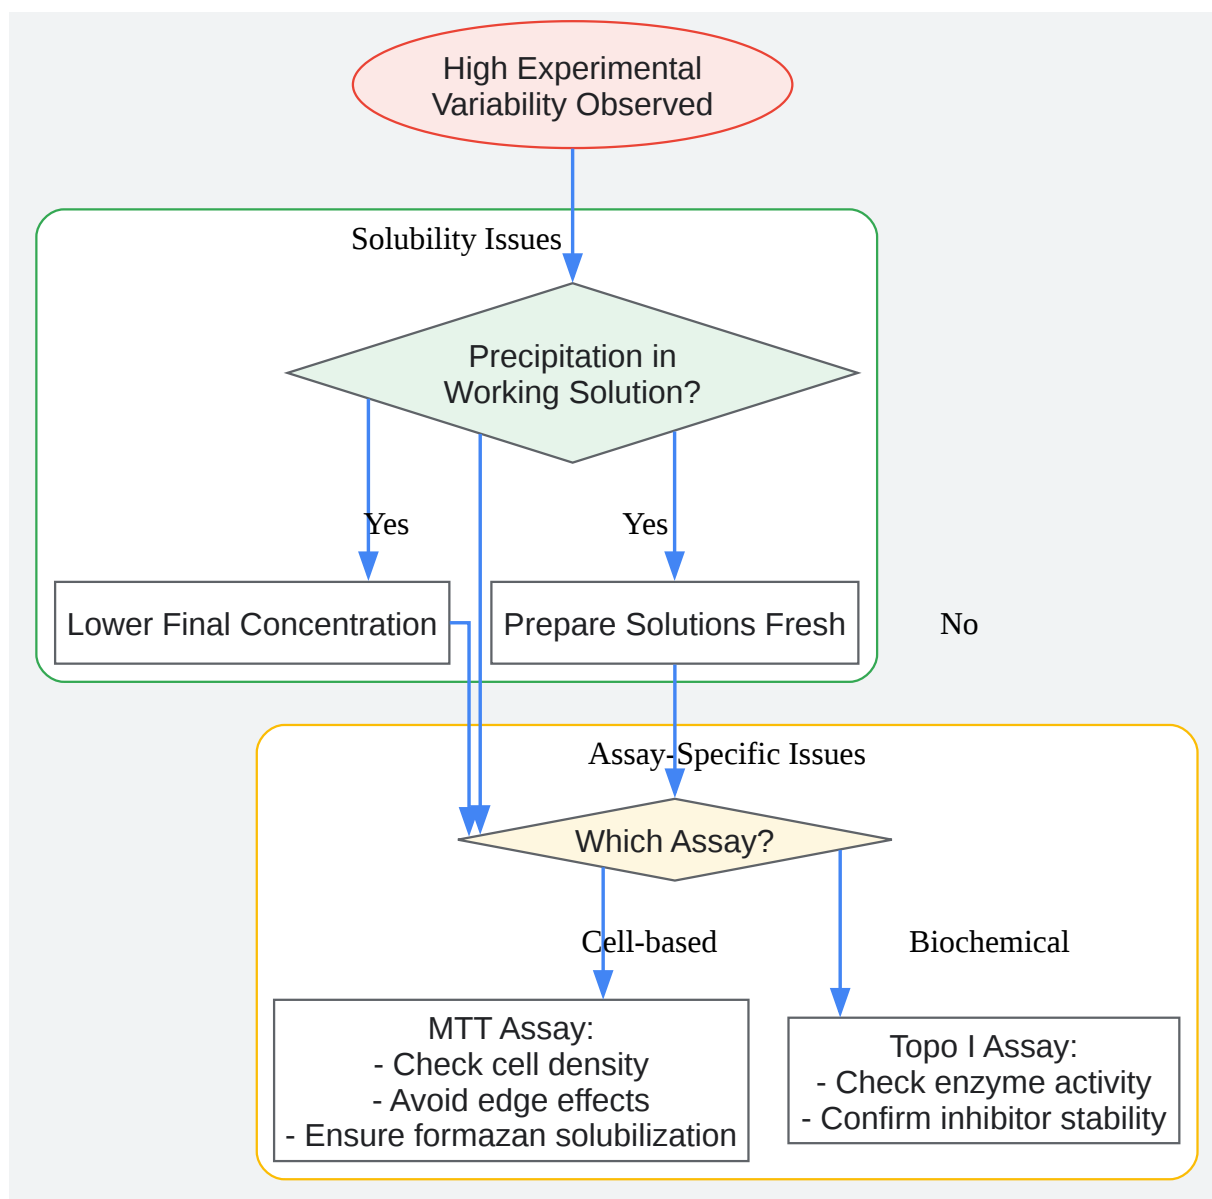 High Experimental
Variability Observed
Solubility Issues
Precipitation in
Working Solution?
Yes
Yes
Lower Final Concentration
Prepare Solutions Fresh
No
Assay-Specific Issues
Which Assay?
Cell-based
Biochemical
MTT Assay:
- Check cell density
- Avoid edge effects
- Ensure formazan solubilization
Topo I Assay:
- Check enzyme activity
- Confirm inhibitor stability